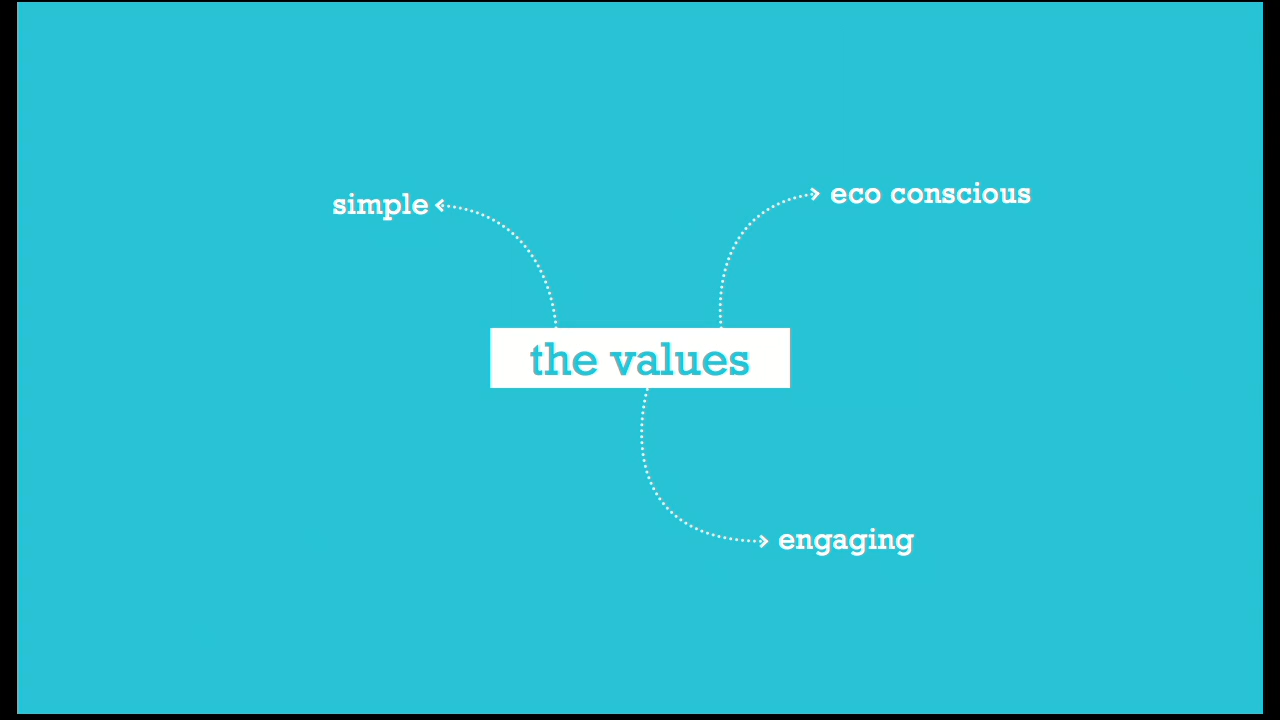 simple
eco conscious
the values
engaging